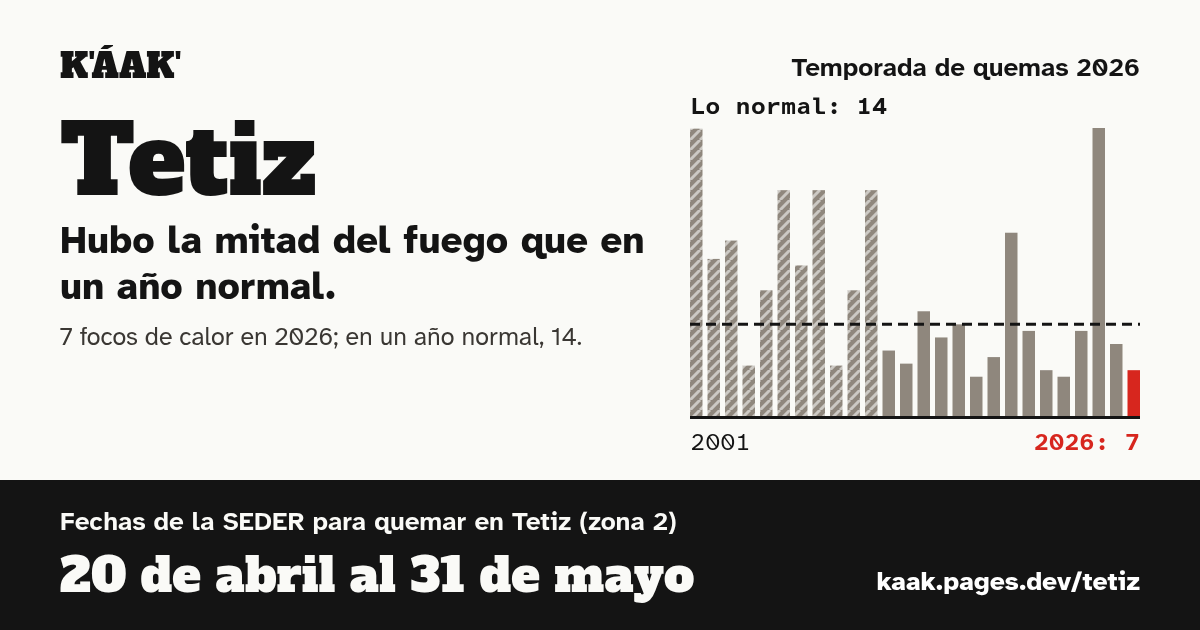 K'ÁAK'
Temporada de quemas 2026
Lo normal: 14
Tetiz
Hubo la mitad del fuego que en
un año normal.
7 focos de calor en 2026; en un año normal, 14.
2001
2026: 7
Fechas de la SEDER para quemar en Tetiz (zona 2)
20 de abril al 31 de mayo
kaak.pages.dev/tetiz